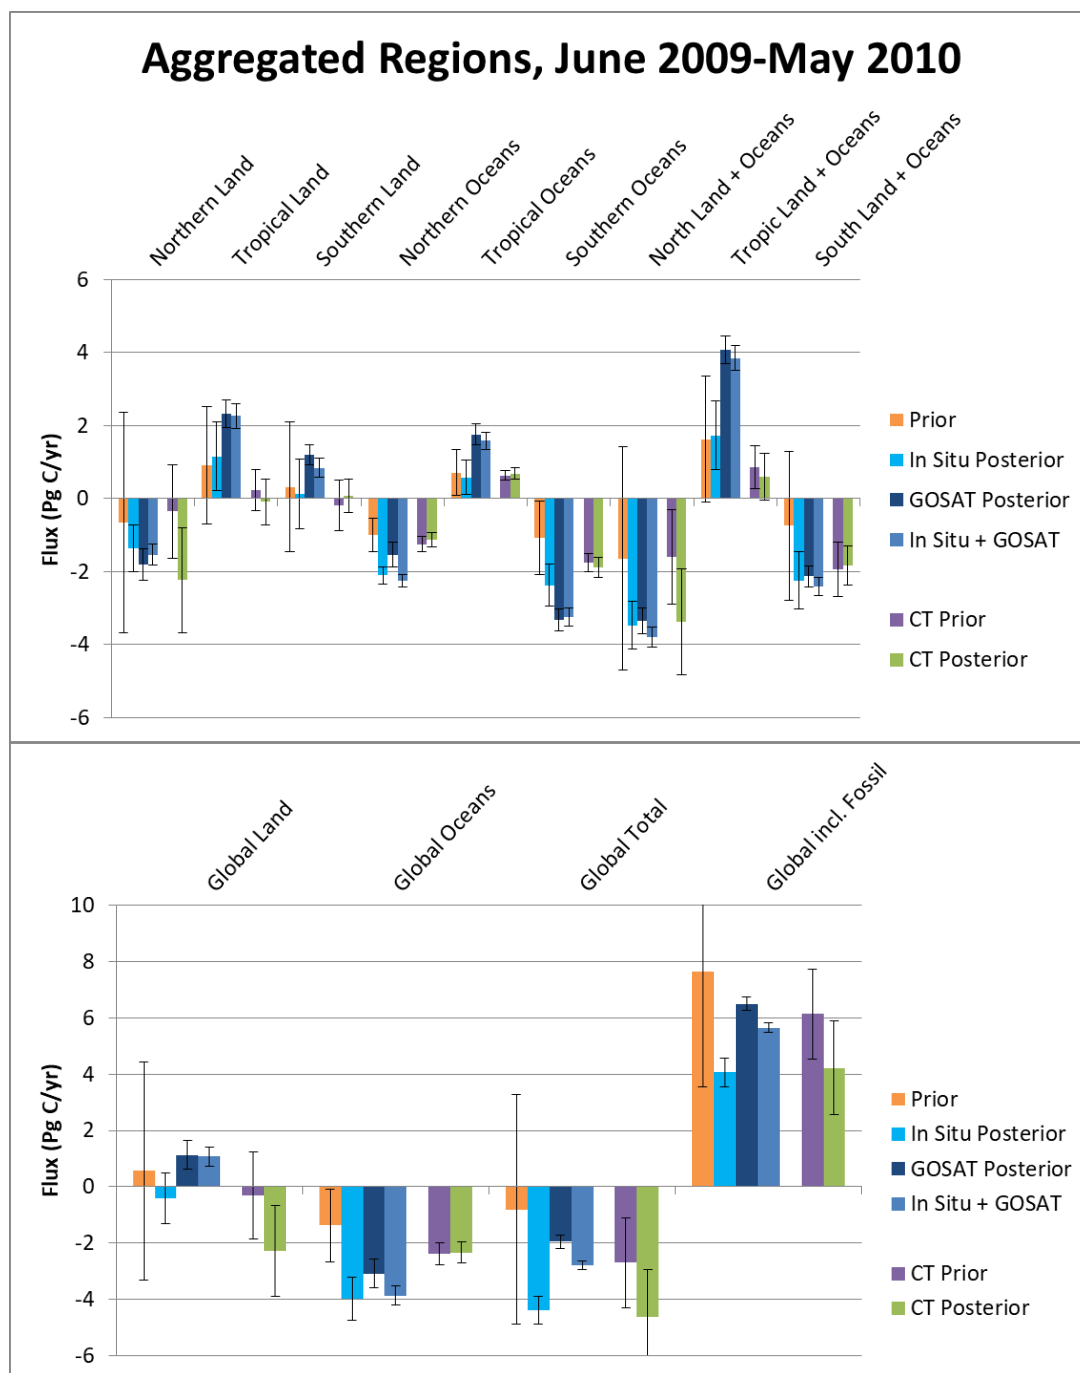 Aggregated Regions, June 2009-May 2010
Northern Land
Tropical Land
Southern Land
Northern Oceans
Tropical Oceans
Southern Oceans
North Land + Oceans
Tropic Land + Oceans
South Land + Oceans
Flux (Pg C/yr)
6
4
2
0
-2
-4
-6
Prior
In Situ Posterior
GOSAT Posterior
In Situ + GOSAT
CT Prior
CT Posterior
Global Land
Global Oceans
Global Total
Global incl. Fossil
Flux (Pg C/yr)
10
8
6
4
2
0
-2
-4
-6
Prior
In Situ Posterior
GOSAT Posterior
In Situ + GOSAT
CT Prior
CT Posterior